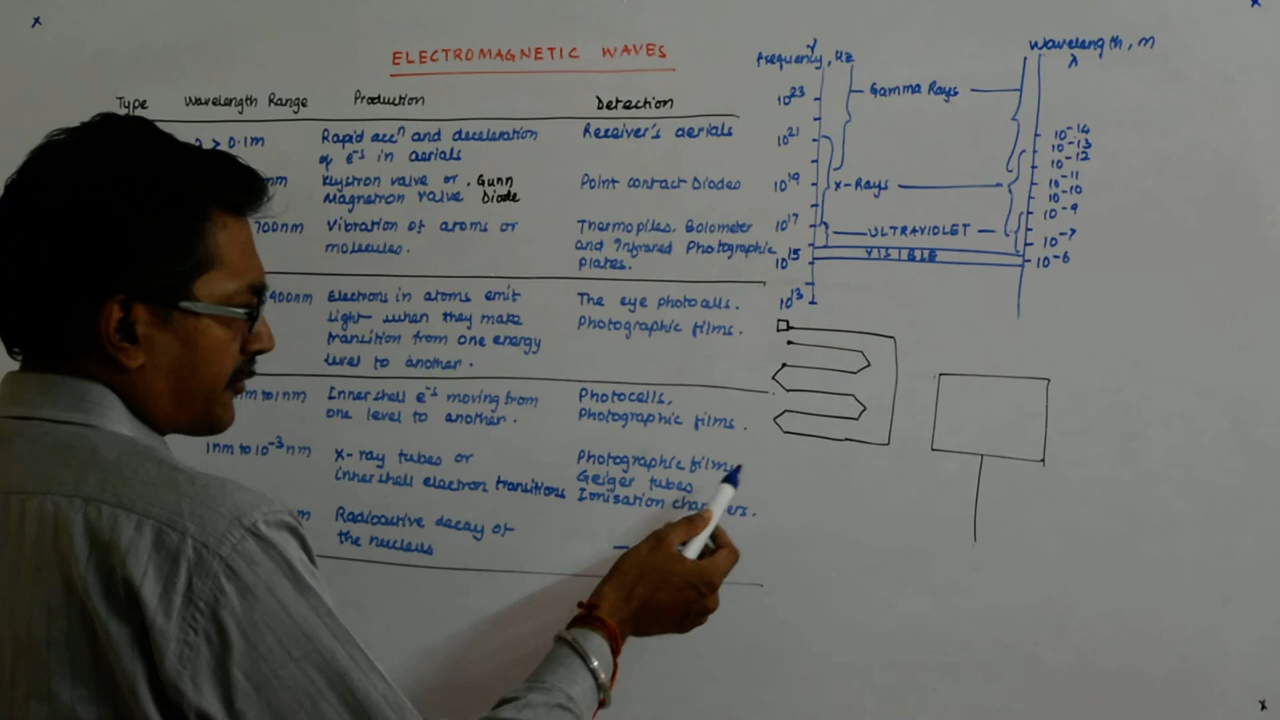 ELECTROMAGNETIC WAVES
Type Wavelength Range Production Detection
> 0.1m Rapid accⁿ and deceleration Receiver's aerials
of e⁻s in aerials
nm Klystron valve or . Gunn Point contact Diodes
Magnetron valve Diode
700nm Vibration of atoms or Thermopiles, Bolometer
molecules. and Infrared Photographic
plates.
400nm Electrons in atoms emit The eye photocells.
light when they make Photographic films.
transition from one energy
level to another.
m to 1nm Inner shell e⁻s moving from Photocells,
one level to another. Photographic films.
1nm to 10⁻³ nm X-ray tubes or Photographic films
inner shell electron transitions Geiger tubes
Ionisation chambers.
m Radioactive decay of
the nucleus
frequency, Hz
γ
10²³
10²¹
10¹⁹
10¹⁷
10¹⁵
10¹³
Gamma Rays
X-Rays
ULTRAVIOLET
VISIBLE
Wavelength, m
λ
10⁻¹⁴
10⁻¹³
10⁻¹²
10⁻¹¹
10⁻¹⁰
10⁻⁹
10⁻⁷
10⁻⁶